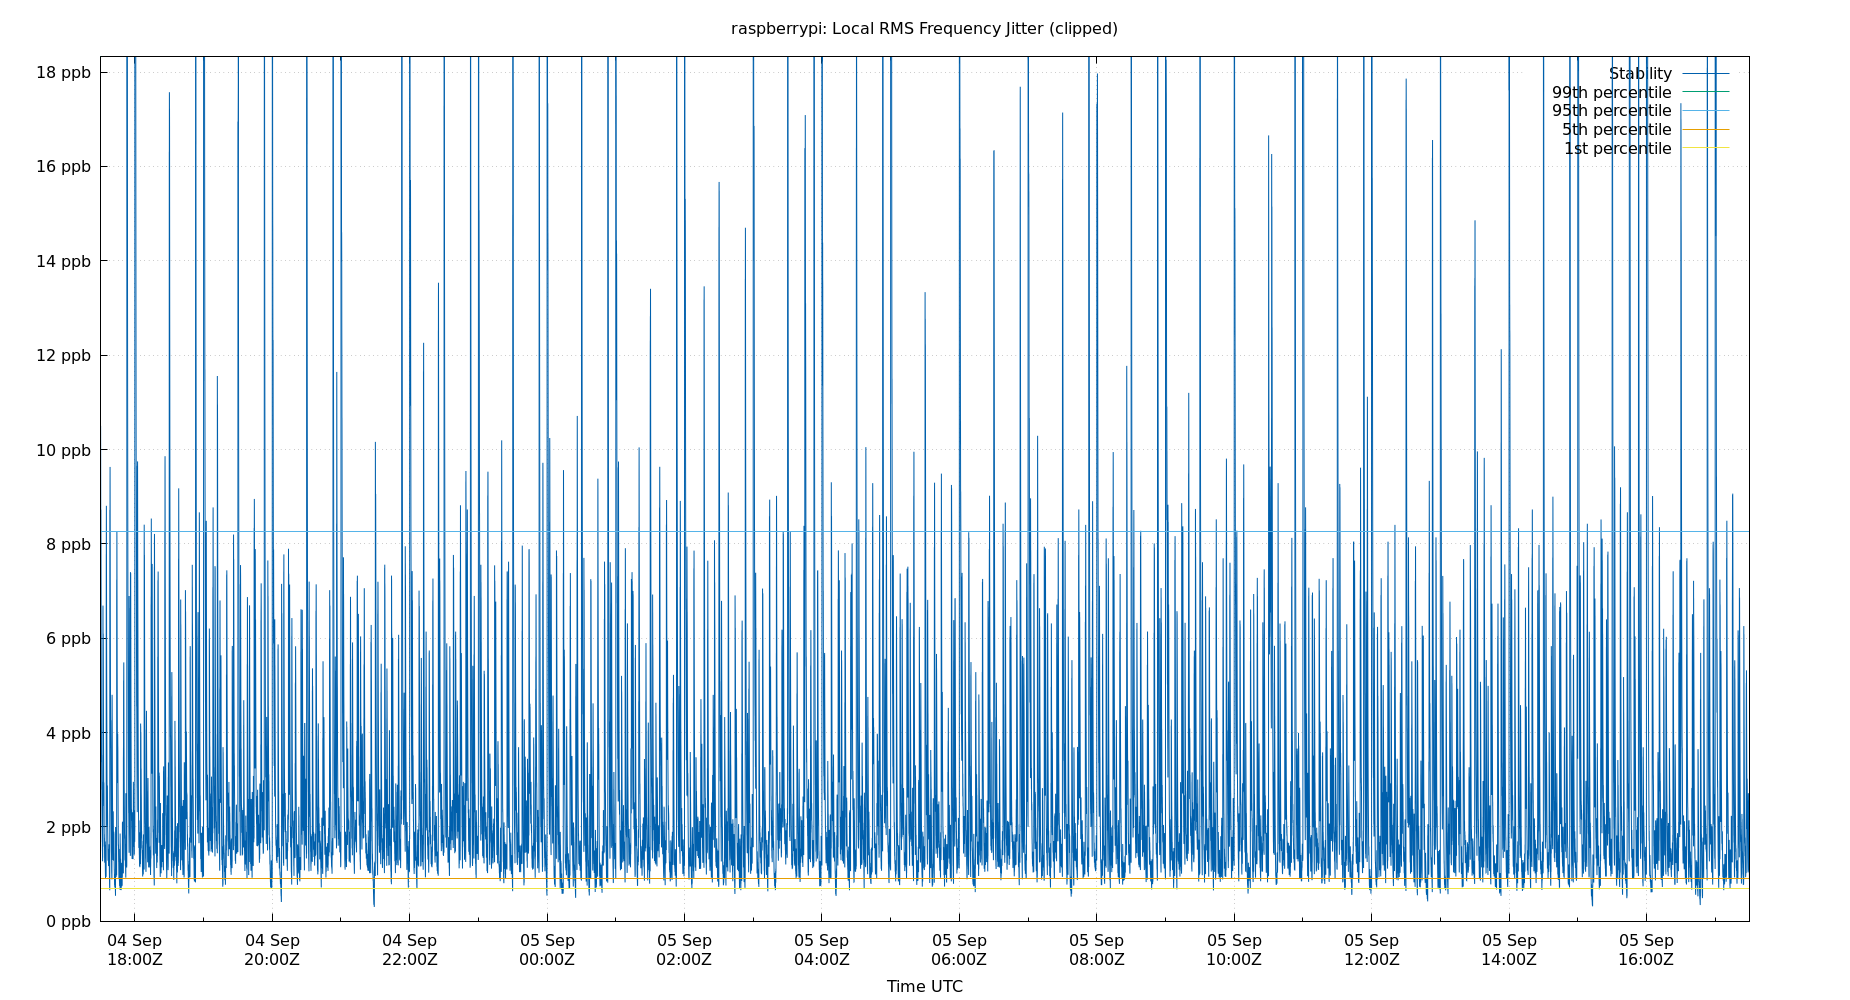 raspberrypi: Local RMS Frequency Jitter (clipped)
18 ppb
16 ppb
14 ppb
12 ppb
10 ppb
8 ppb
6 ppb
4 ppb
2 ppb
0 ppb
Stability
99th percentile
95th percentile
5th percentile
1st percentile
04 Sep 04 Sep 04 Sep 05 Sep 05 Sep 05 Sep 05 Sep 05 Sep 05 Sep 05 Sep 05 Sep 05 Sep
18:00Z 20:00Z 22:00Z 00:00Z 02:00Z 04:00Z 06:00Z 08:00Z 10:00Z 12:00Z 14:00Z 16:00Z
Time UTC